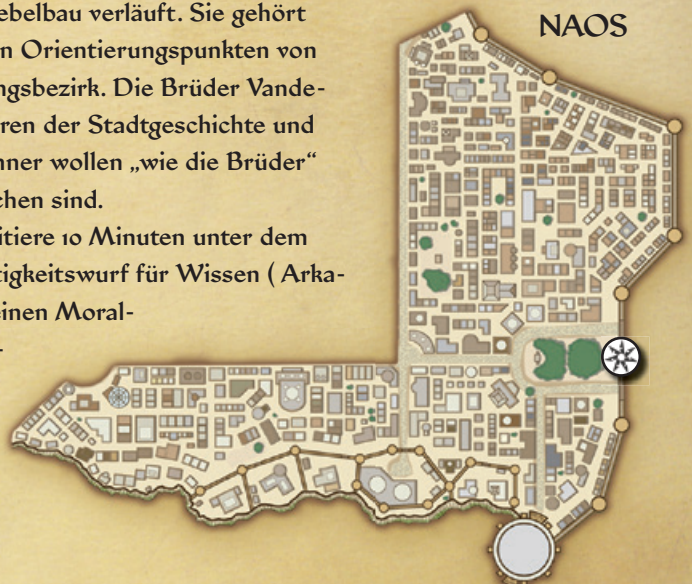 NAOS
ebelbau verläuft. Sie gehört
n Orientierungspunkten von
ngsbezirk. Die Brüder Vande-
ren der Stadtgeschichte und
nner wollen „wie die Brüder“
chen sind.
itiere 10 Minuten unter dem
tigkeitswurf für Wissen ( Arka-
einen Moral-